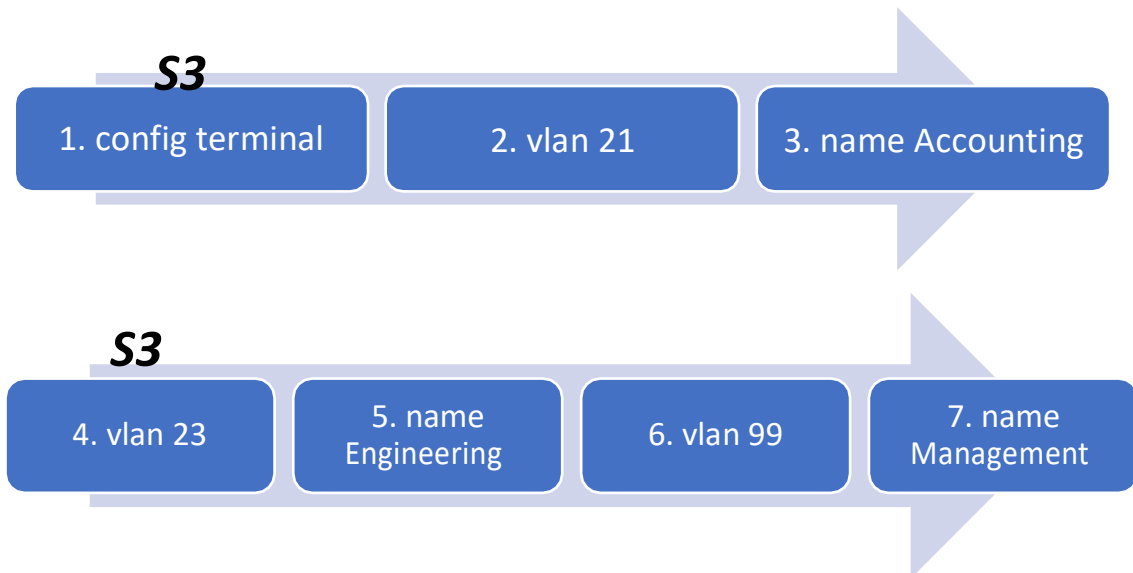 S3
1. config terminal
2. vlan 21
3. name Accounting
S3
4. vlan 23
5. name
Engineering
6. vlan 99
7. name
Management